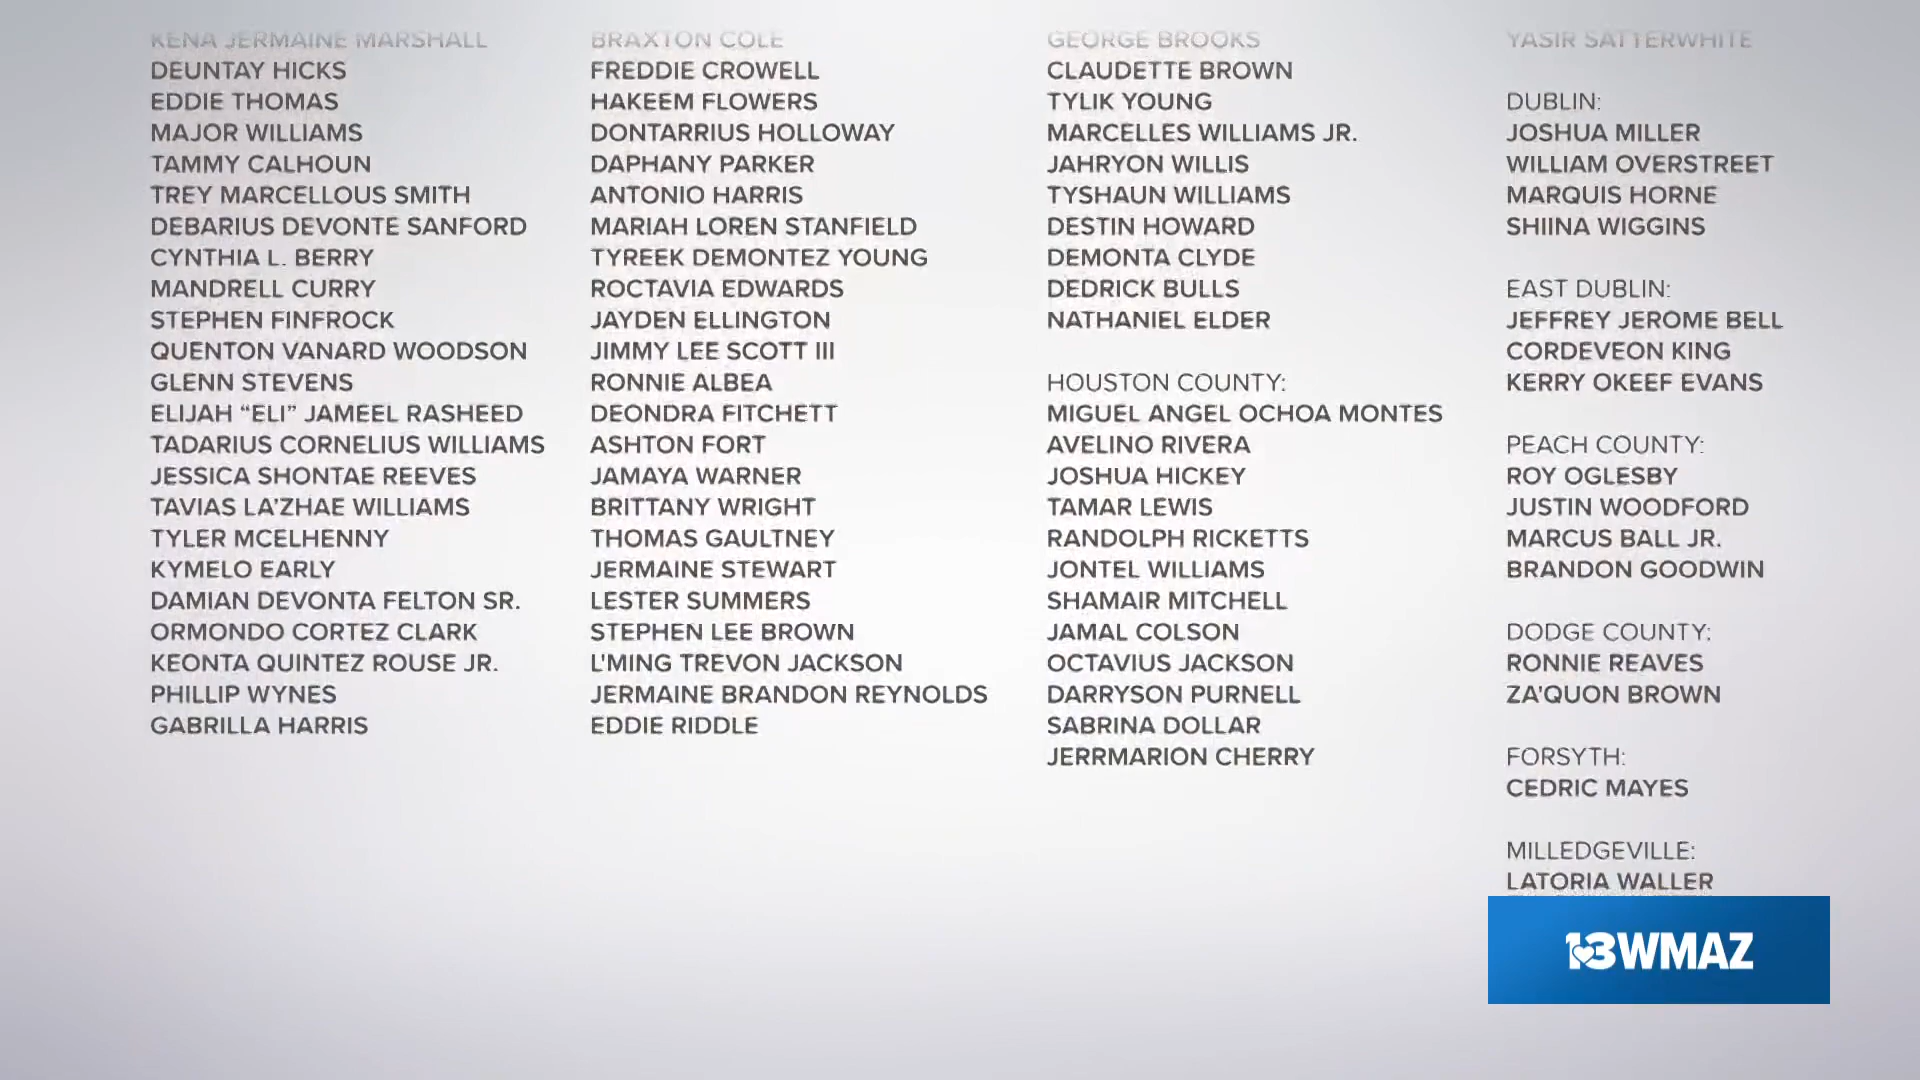 KENA JERMAINE MARSHALL
DEUNTAY HICKS
EDDIE THOMAS
MAJOR WILLIAMS
TAMMY CALHOUN
TREY MARCELLOUS SMITH
DEBARIUS DEVONTE SANFORD
CYNTHIA L. BERRY
MANDRELL CURRY
STEPHEN FINFROCK
QUENTON VANARD WOODSON
GLENN STEVENS
ELIJAH “ELI” JAMEEL RASHEED
TADARIUS CORNELIUS WILLIAMS
JESSICA SHONTAE REEVES
TAVIAS LA'ZHAE WILLIAMS
TYLER MCELHENNY
KYMELO EARLY
DAMIAN DEVONTA FELTON SR.
ORMONDO CORTEZ CLARK
KEONTA QUINTEZ ROUSE JR.
PHILLIP WYNES
GABRILLA HARRIS
BRAXTON COLE
FREDDIE CROWELL
HAKEEM FLOWERS
DONTARRIUS HOLLOWAY
DAPHANY PARKER
ANTONIO HARRIS
MARIAH LOREN STANFIELD
TYREEK DEMONTEZ YOUNG
ROCTAVIA EDWARDS
JAYDEN ELLINGTON
JIMMY LEE SCOTT III
RONNIE ALBEA
DEONDRA FITCHETT
ASHTON FORT
JAMAYA WARNER
BRITTANY WRIGHT
THOMAS GAULTNEY
JERMAINE STEWART
LESTER SUMMERS
STEPHEN LEE BROWN
L'MING TREVON JACKSON
JERMAINE BRANDON REYNOLDS
EDDIE RIDDLE
GEORGE BROOKS
CLAUDETTE BROWN
TYLIK YOUNG
MARCELLES WILLIAMS JR.
JAHRYON WILLIS
TYSHAUN WILLIAMS
DESTIN HOWARD
DEMONTA CLYDE
DEDRICK BULLS
NATHANIEL ELDER
HOUSTON COUNTY:
MIGUEL ANGEL OCHOA MONTES
AVELINO RIVERA
JOSHUA HICKEY
TAMAR LEWIS
RANDOLPH RICKETTS
JONTEL WILLIAMS
SHAMAIR MITCHELL
JAMAL COLSON
OCTAVIUS JACKSON
DARRYSON PURNELL
SABRINA DOLLAR
JERRMARION CHERRY
YASIR SATTERWHITE
DUBLIN:
JOSHUA MILLER
WILLIAM OVERSTREET
MARQUIS HORNE
SHIINA WIGGINS
EAST DUBLIN:
JEFFREY JEROME BELL
CORDEVEON KING
KERRY OKEEF EVANS
PEACH COUNTY:
ROY OGLESBY
JUSTIN WOODFORD
MARCUS BALL JR.
BRANDON GOODWIN
DODGE COUNTY:
RONNIE REAVES
ZA'QUON BROWN
FORSYTH:
CEDRIC MAYES
MILLEDGEVILLE:
LATORIA WALLER
13WMAZ